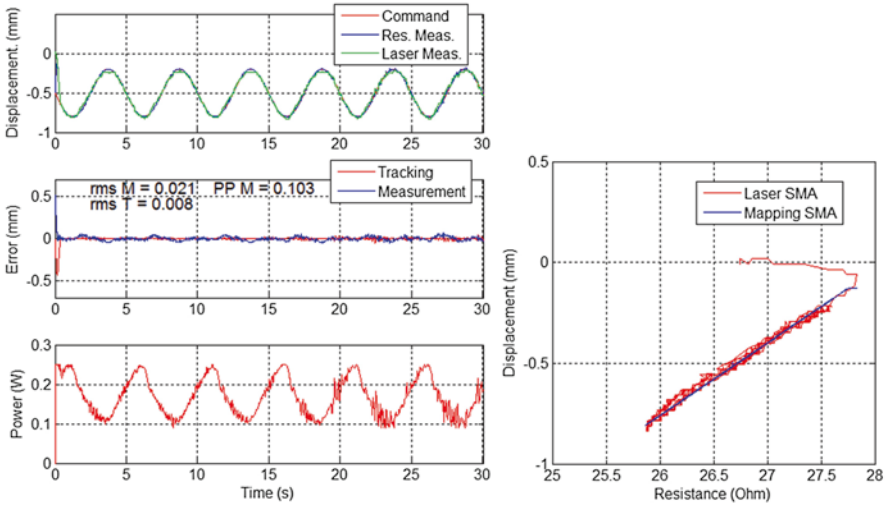 Displacement. (mm)
0
-0.5
-1
Command
Res. Meas.
Laser Meas.
0 5 10 15 20 25 30
Error (mm)
0.5
0
-0.5
rms M = 0.021 PP M = 0.103
rms T = 0.008
Tracking
Measurement
0 5 10 15 20 25 30
Power (W)
0.3
0.2
0.1
0
0 5 10 15 20 25 30
Time (s)
Displacement (mm)
0.5
0
-0.5
-1
Laser SMA
Mapping SMA
25 25.5 26 26.5 27 27.5 28
Resistance (Ohm)